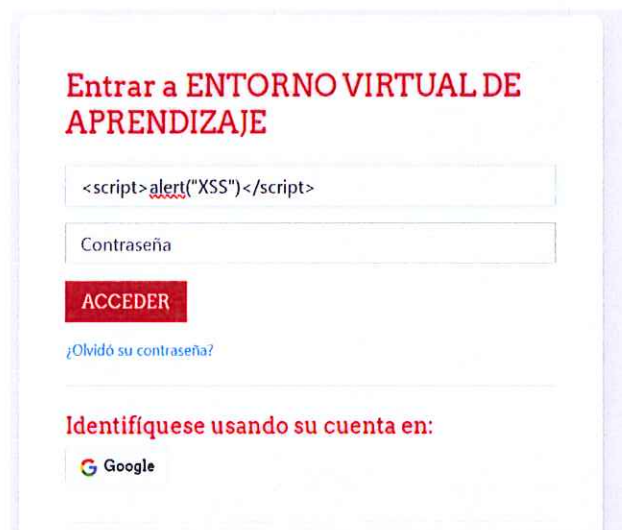 Entrar a ENTORNO VIRTUAL DE
APRENDIZAJE
<script>alert("XSS")</script>
Contraseña
ACCEDER
¿Olvidó su contraseña?
Identifíquese usando su cuenta en:
G Google